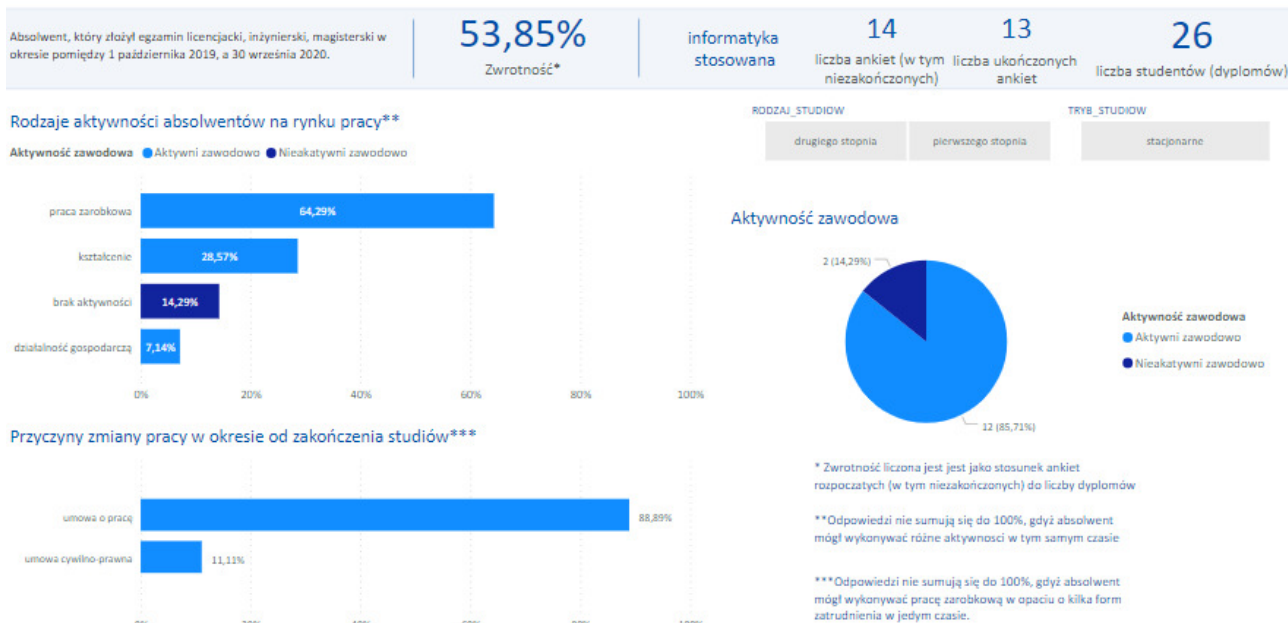 Absolwent, który złożył egzamin licencjacki, inżynierski, magisterski w
okresie pomiędzy 1 października 2019, a 30 września 2020.
53,85%
Zwrotność*
informatyka
stosowana
14
liczba ankiet (w tym
niezakończonych)
13
liczba ukończonych
ankiet
26
liczba studentów (dyplomów)
RODZAJ_STUDIOW
drugiego stopnia
pierwszego stopnia
TRYB_STUDIOW
stacjonarne
Rodzaje aktywności absolwentów na rynku pracy**
Aktywność zawodowa Aktywni zawodowo Nieakatywni zawodowo
praca zarobkowa 64,29%
kształcenie 28,57%
brak aktywności 14,29%
działalność gospodarczą 7,14%
0% 20% 40% 60% 80% 100%
Aktywność zawodowa
2 (14,29%)
12 (85,71%)
Aktywność zawodowa
Aktywni zawodowo
Nieakatywni zawodowo
Przyczyny zmiany pracy w okresie od zakończenia studiów***
umowa o pracę 88,89%
umowa cywilno-prawna 11,11%
0% 20% 40% 60% 80% 100%
* Zwrotność liczona jest jest jako stosunek ankiet
rozpoczatych (w tym niezakończonych) do liczby dyplomów
**Odpowiedzi nie sumują się do 100%, gdyż absolwent
mógł wykonywać różne aktywnosci w tym samym czasie
***Odpowiedzi nie sumują się do 100%, gdyż absolwent
mógł wykonywać pracę zarobkową w opaciu o kilka form
zatrudnienia w jedym czasie.